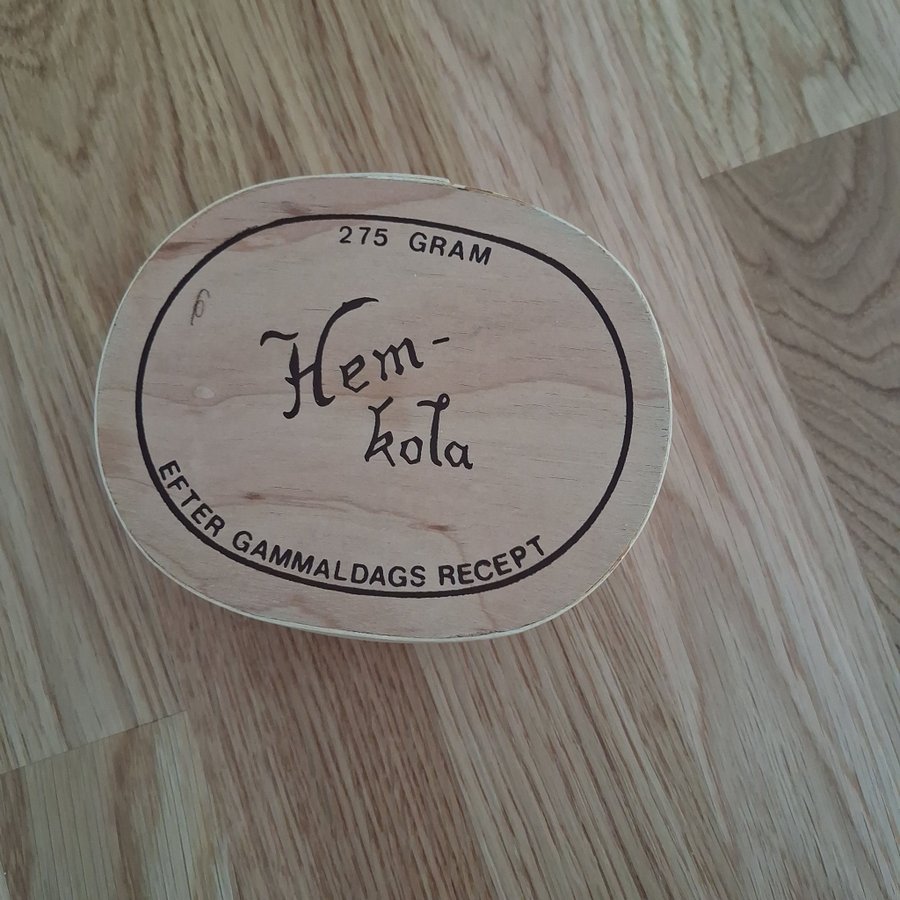 275 GRAM
Hem-
kola
EFTER GAMMALDAGS RECEPT